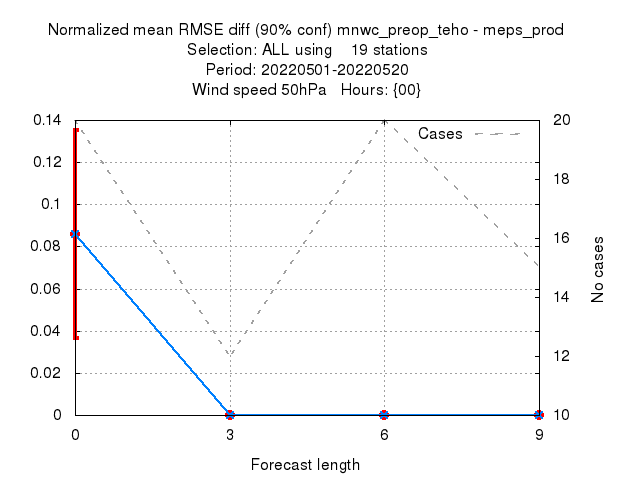 Normalized mean RMSE diff (90% conf) mnwc_preop_teho - meps_prod
Selection: ALL using 19 stations
Period: 20220501-20220520
Wind speed 50hPa Hours: {00}
Cases
0.14
0.12
0.1
0.08
0.06
0.04
0.02
0
20
18
16
14
12
10
No cases
0 3 6 9
Forecast length